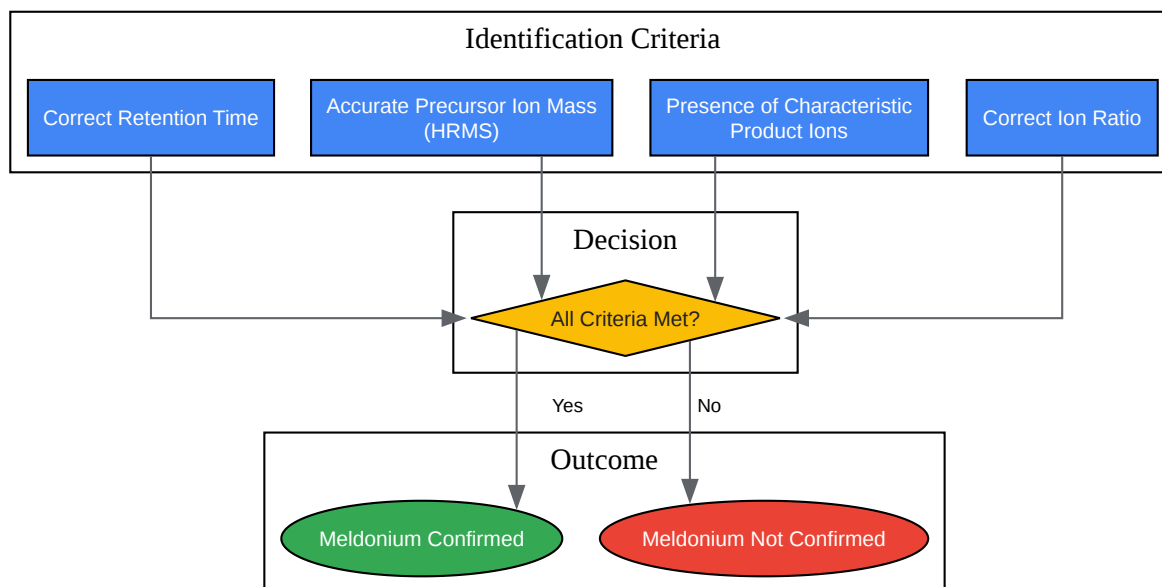 Identification Criteria
Correct Retention Time
Accurate Precursor Ion Mass
(HRMS)
Presence of Characteristic
Product Ions
Correct Ion Ratio
Decision
All Criteria Met?
Yes
No
Outcome
Meldonium Confirmed
Meldonium Not Confirmed